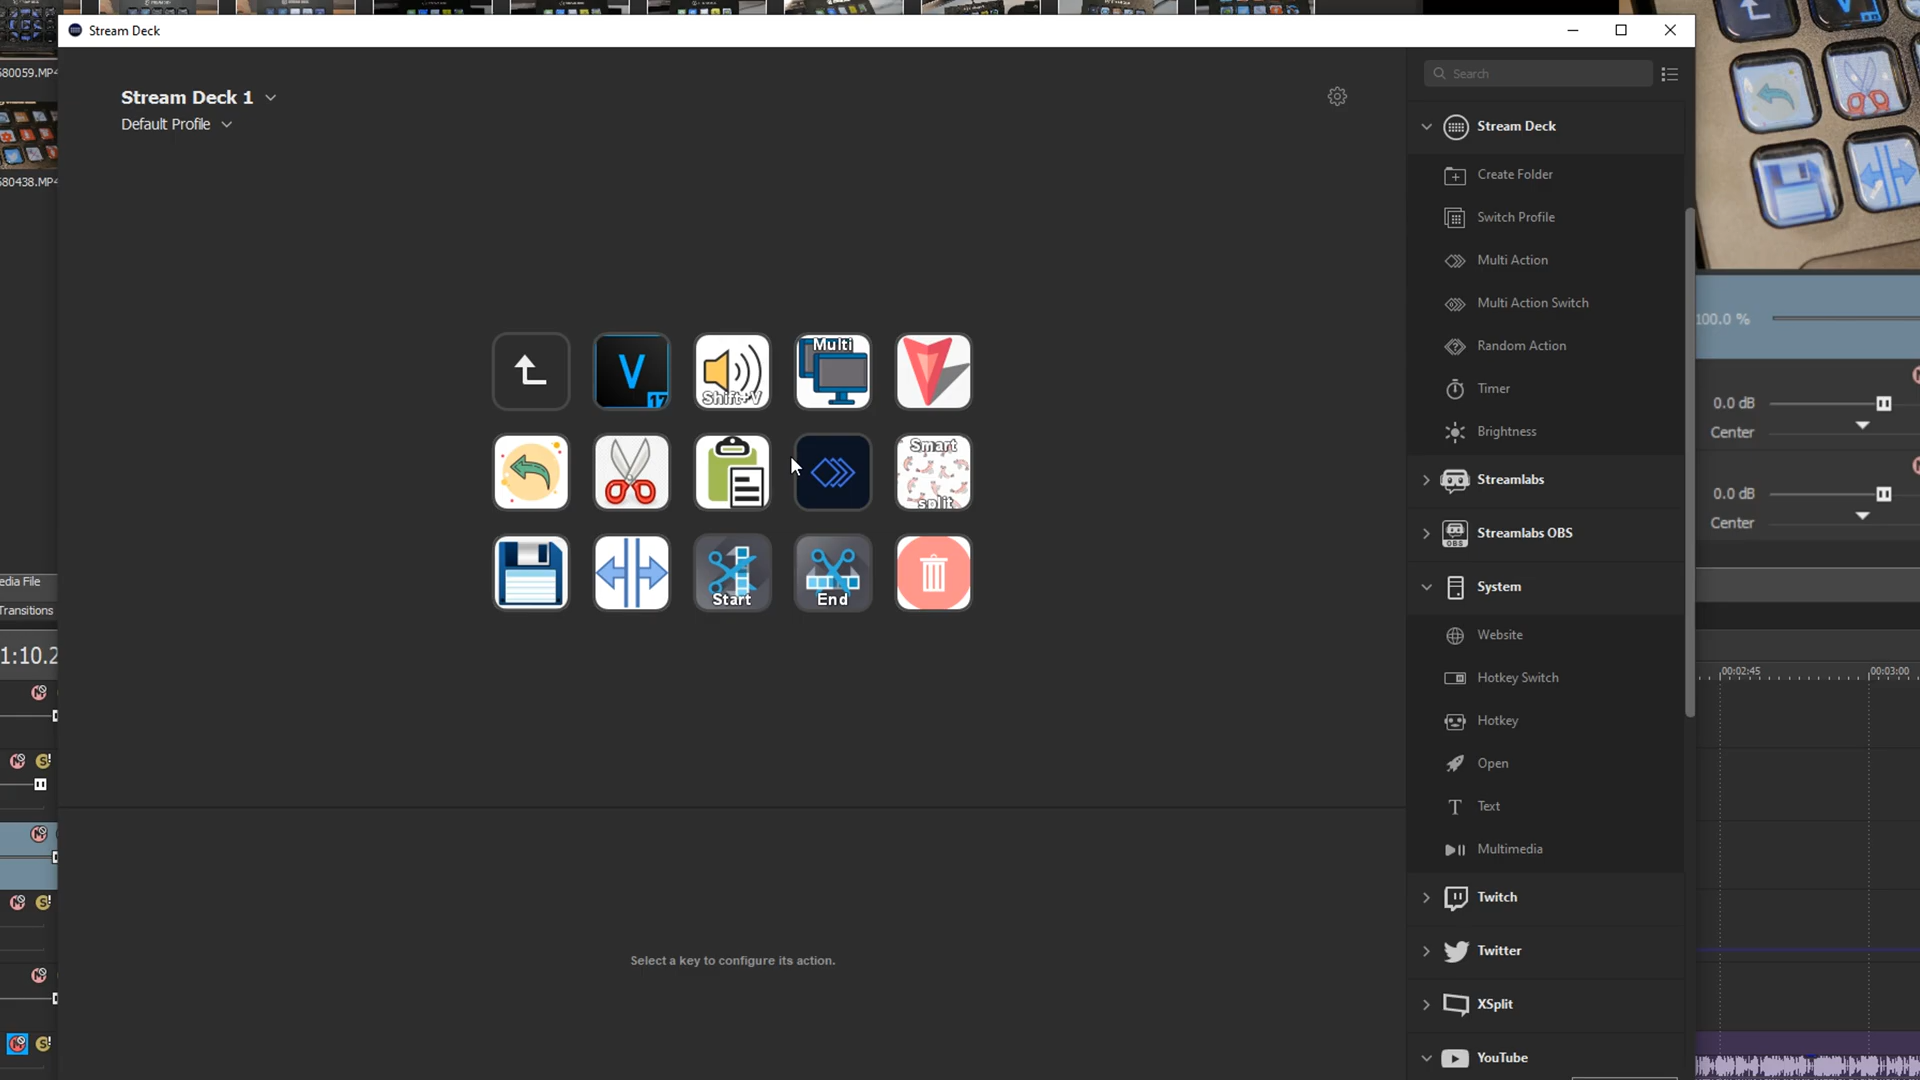 Stream Deck
80059.MP4
80438.MP4
Stream Deck 1
Default Profile
Search
Stream Deck
Create Folder
Switch Profile
Multi Action
Multi Action Switch
Random Action
Timer
Brightness
Streamlabs
OBS
Streamlabs OBS
System
Website
Hotkey Switch
Hotkey
Open
Text
Multimedia
Twitch
Twitter
XSplit
YouTube
V
17
Shift+V
Multi
Smart
split
Start
End
Select a key to configure its action.
edia File
Transitions
1:10.2
100.0 %
0.0 dB
Center
0.0 dB
Center
00:02:45
00:03:00